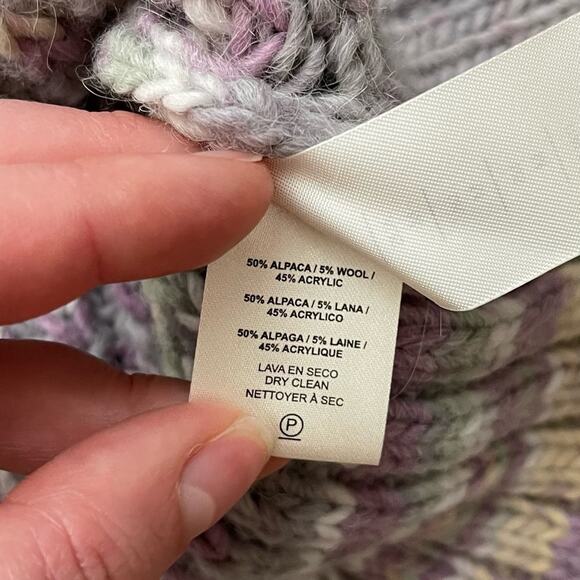 50% ALPACA / 5% WOOL /
45% ACRYLIC
50% ALPACA / 5% LANA /
45% ACRYLICO
50% ALPAGA / 5% LAINE /
45% ACRYLIQUE
LAVA EN SECO
DRY CLEAN
NETTOYER À SEC
P